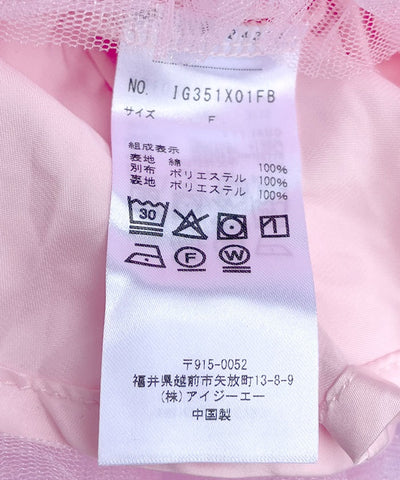 NO. IG351X01FB
サイズ F
組成表示
表地 綿 100%
別布 ポリエステル 100%
裏地 ポリエステル 100%
30
F W
〒915-0052
福井県越前市矢放町13-8-9
(株)アイジーエー
中国製